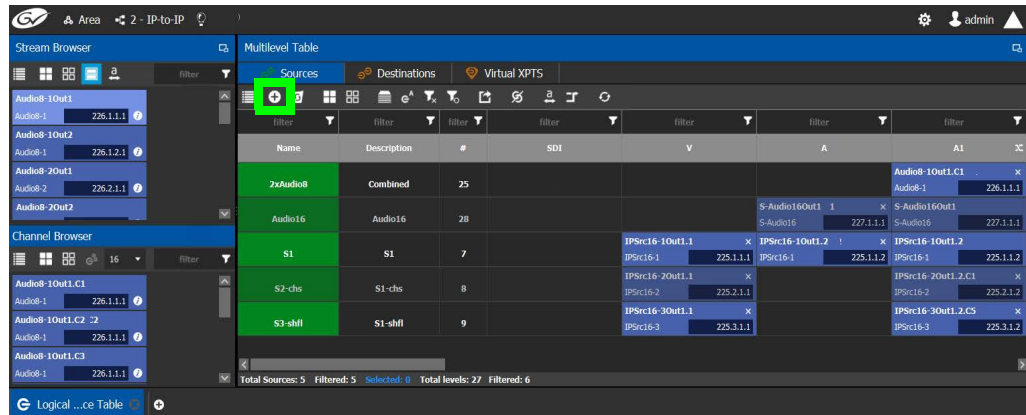 GV Area 2 - IP-to-IP admin
Stream Browser
filter
Audio8-1Out1
Audio8-1 226.1.1.1
Audio8-1Out2
Audio8-1 226.1.2.1
Audio8-2Out1
Audio8-2 226.2.1.1
Audio8-2Out2
Channel Browser
16 filter
Audio8-1Out1.C1
Audio8-1 226.1.1.1
Audio8-1Out1.C2
Audio8-1 226.1.1.1
Audio8-1Out1.C3
Audio8-1 226.1.1.1
Multilevel Table
Sources Destinations Virtual XPTS
filter filter filter filter filter filter filter
Name Description # SDI V A A1
2xAudio8 Combined 25 Audio8-1Out1.C1 x
Audio8-1 226.1.1.1
Audio16 Audio16 28 S-Audio16Out1 1 x S-Audio16Out1
S-Audio16 227.1.1.1 S-Audio16 227.1.1.1
S1 S1 7 IPSrc16-1Out1.1 x IPSrc16-1Out1.2 x IPSrc16-1Out1.2
IPSrc16-1 225.1.1.1 IPSrc16-1 225.1.1.2 IPSrc16-1 225.1.1.2
S2-chs S1-chs 8 IPSrc16-2Out1.1 x IPSrc16-2Out1.2.C1 x
IPSrc16-2 225.2.1.1 IPSrc16-2 225.2.1.2
S3-shfl S1-shfl 9 IPSrc16-3Out1.1 x IPSrc16-3Out1.2.C5 x
IPSrc16-3 225.3.1.1 IPSrc16-3 225.3.1.2
Total Sources: 5 Filtered: 5 Selected: 0 Total levels: 27 Filtered: 6
Logical ...ce Table